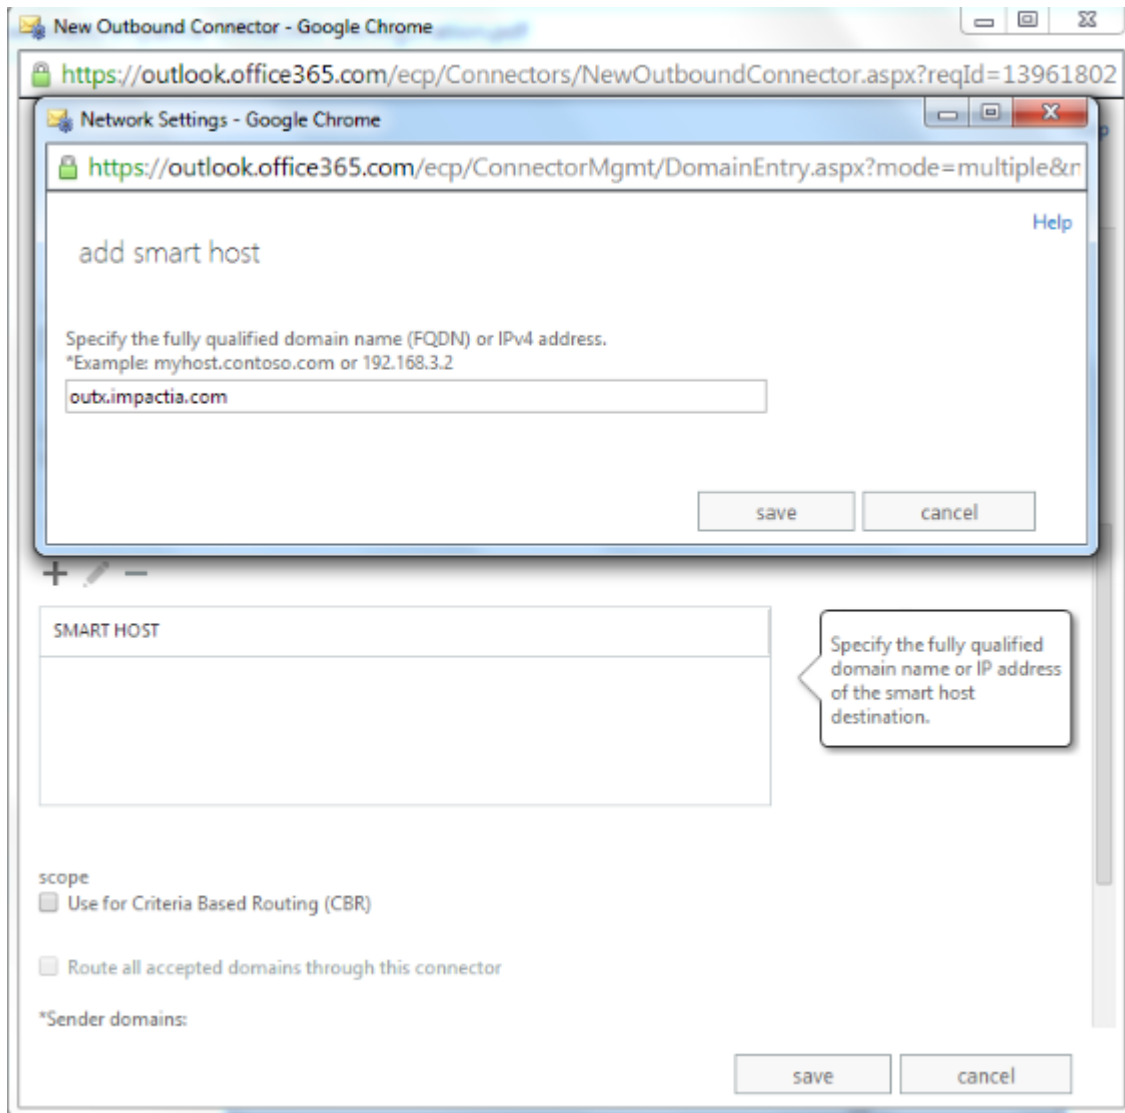 New Outbound Connector - Google Chrome
https://outlook.office365.com/ecp/Connectors/NewOutboundConnector.aspx?reqId=13961802
Network Settings - Google Chrome
https://outlook.office365.com/ecp/ConnectorMgmt/DomainEntry.aspx?mode=multiple&r
Help
add smart host
Specify the fully qualified domain name (FQDN) or IPv4 address.
*Example: myhost.contoso.com or 192.168.3.2
outx.impactia.com
save
cancel
SMART HOST
Specify the fully qualified
domain name or IP address
of the smart host
destination.
scope
Use for Criteria Based Routing (CBR)
Route all accepted domains through this connector
*Sender domains:
save
cancel